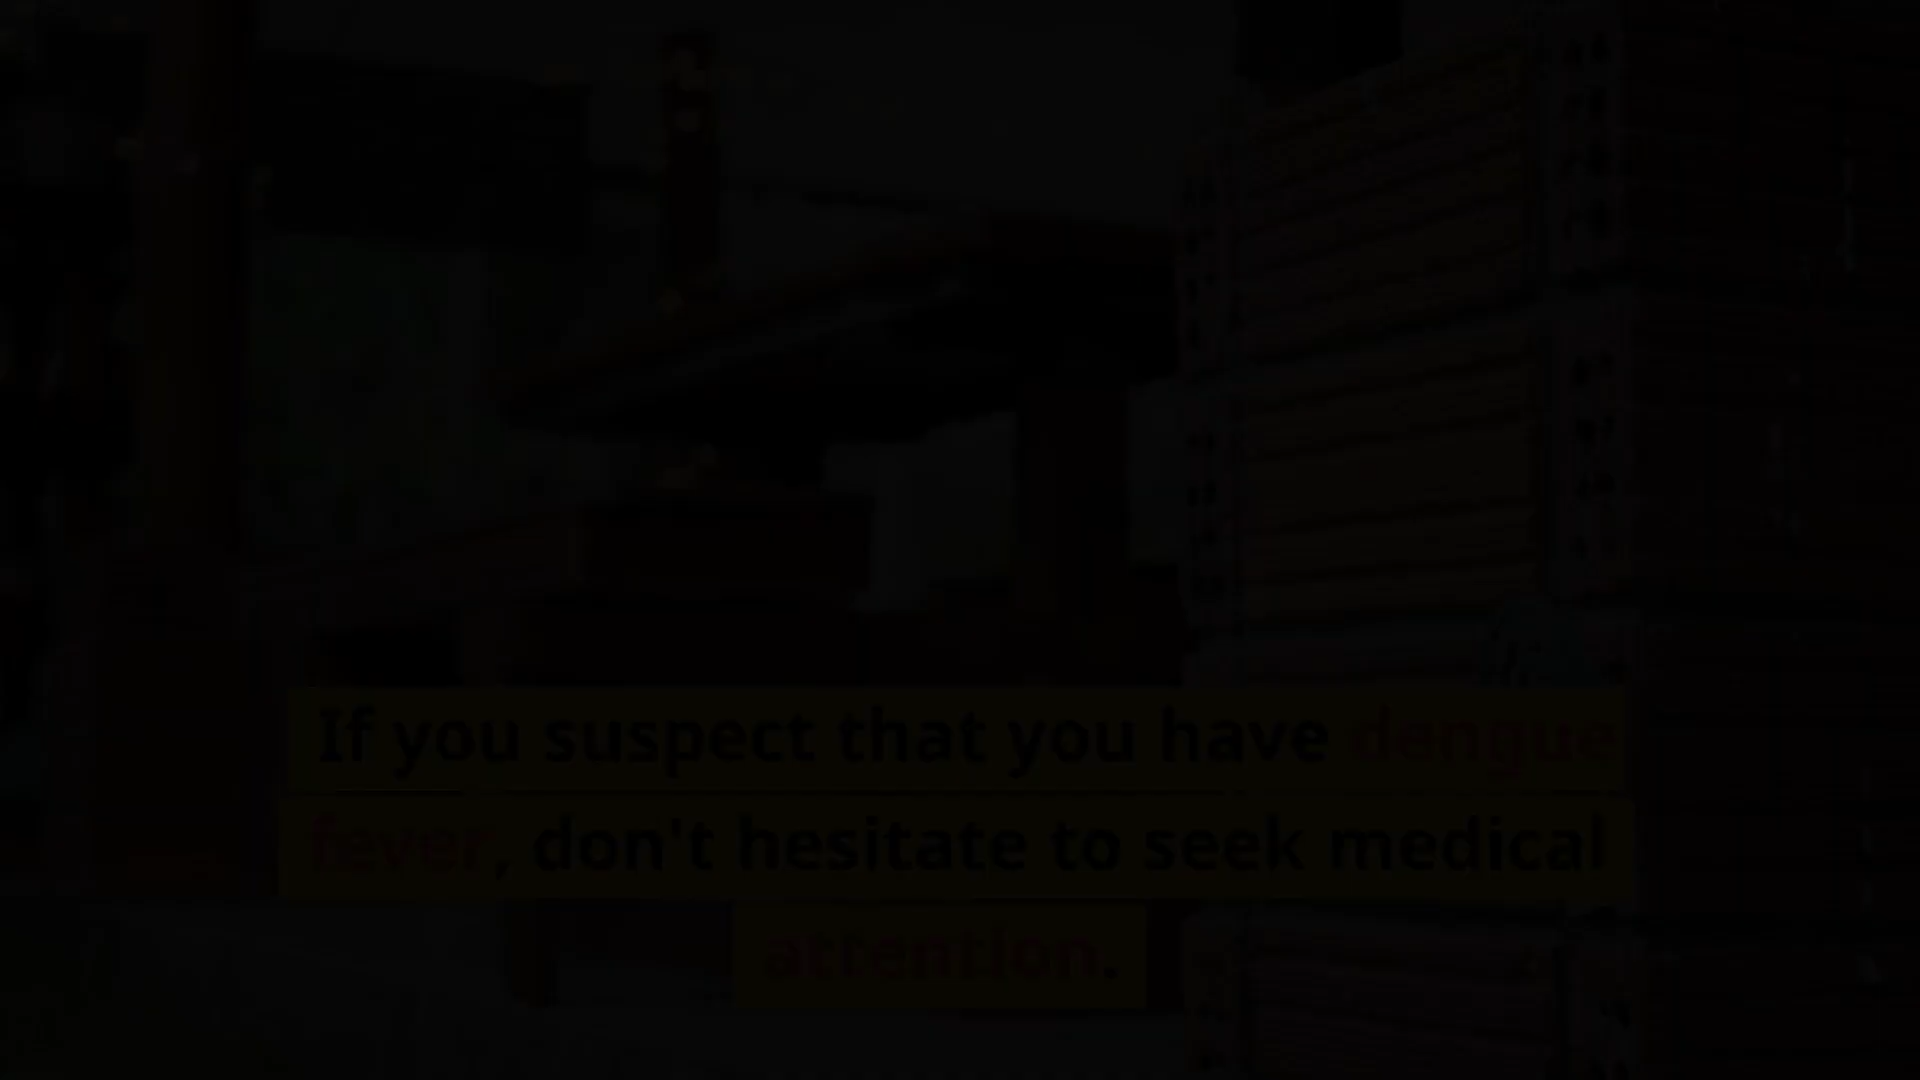 If you suspect that you have dengue
fever, don't hesitate to seek medical
attention.